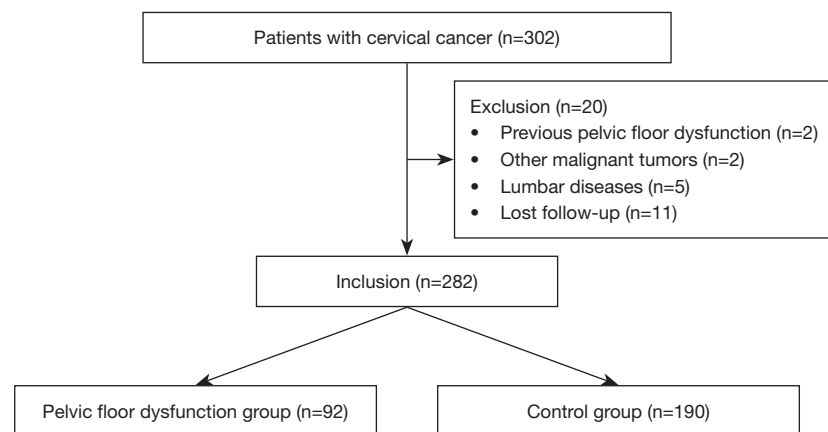 Patients with cervical cancer (n=302)
Exclusion (n=20)
• Previous pelvic floor dysfunction (n=2)
• Other malignant tumors (n=2)
• Lumbar diseases (n=5)
• Lost follow-up (n=11)
Inclusion (n=282)
Pelvic floor dysfunction group (n=92)
Control group (n=190)